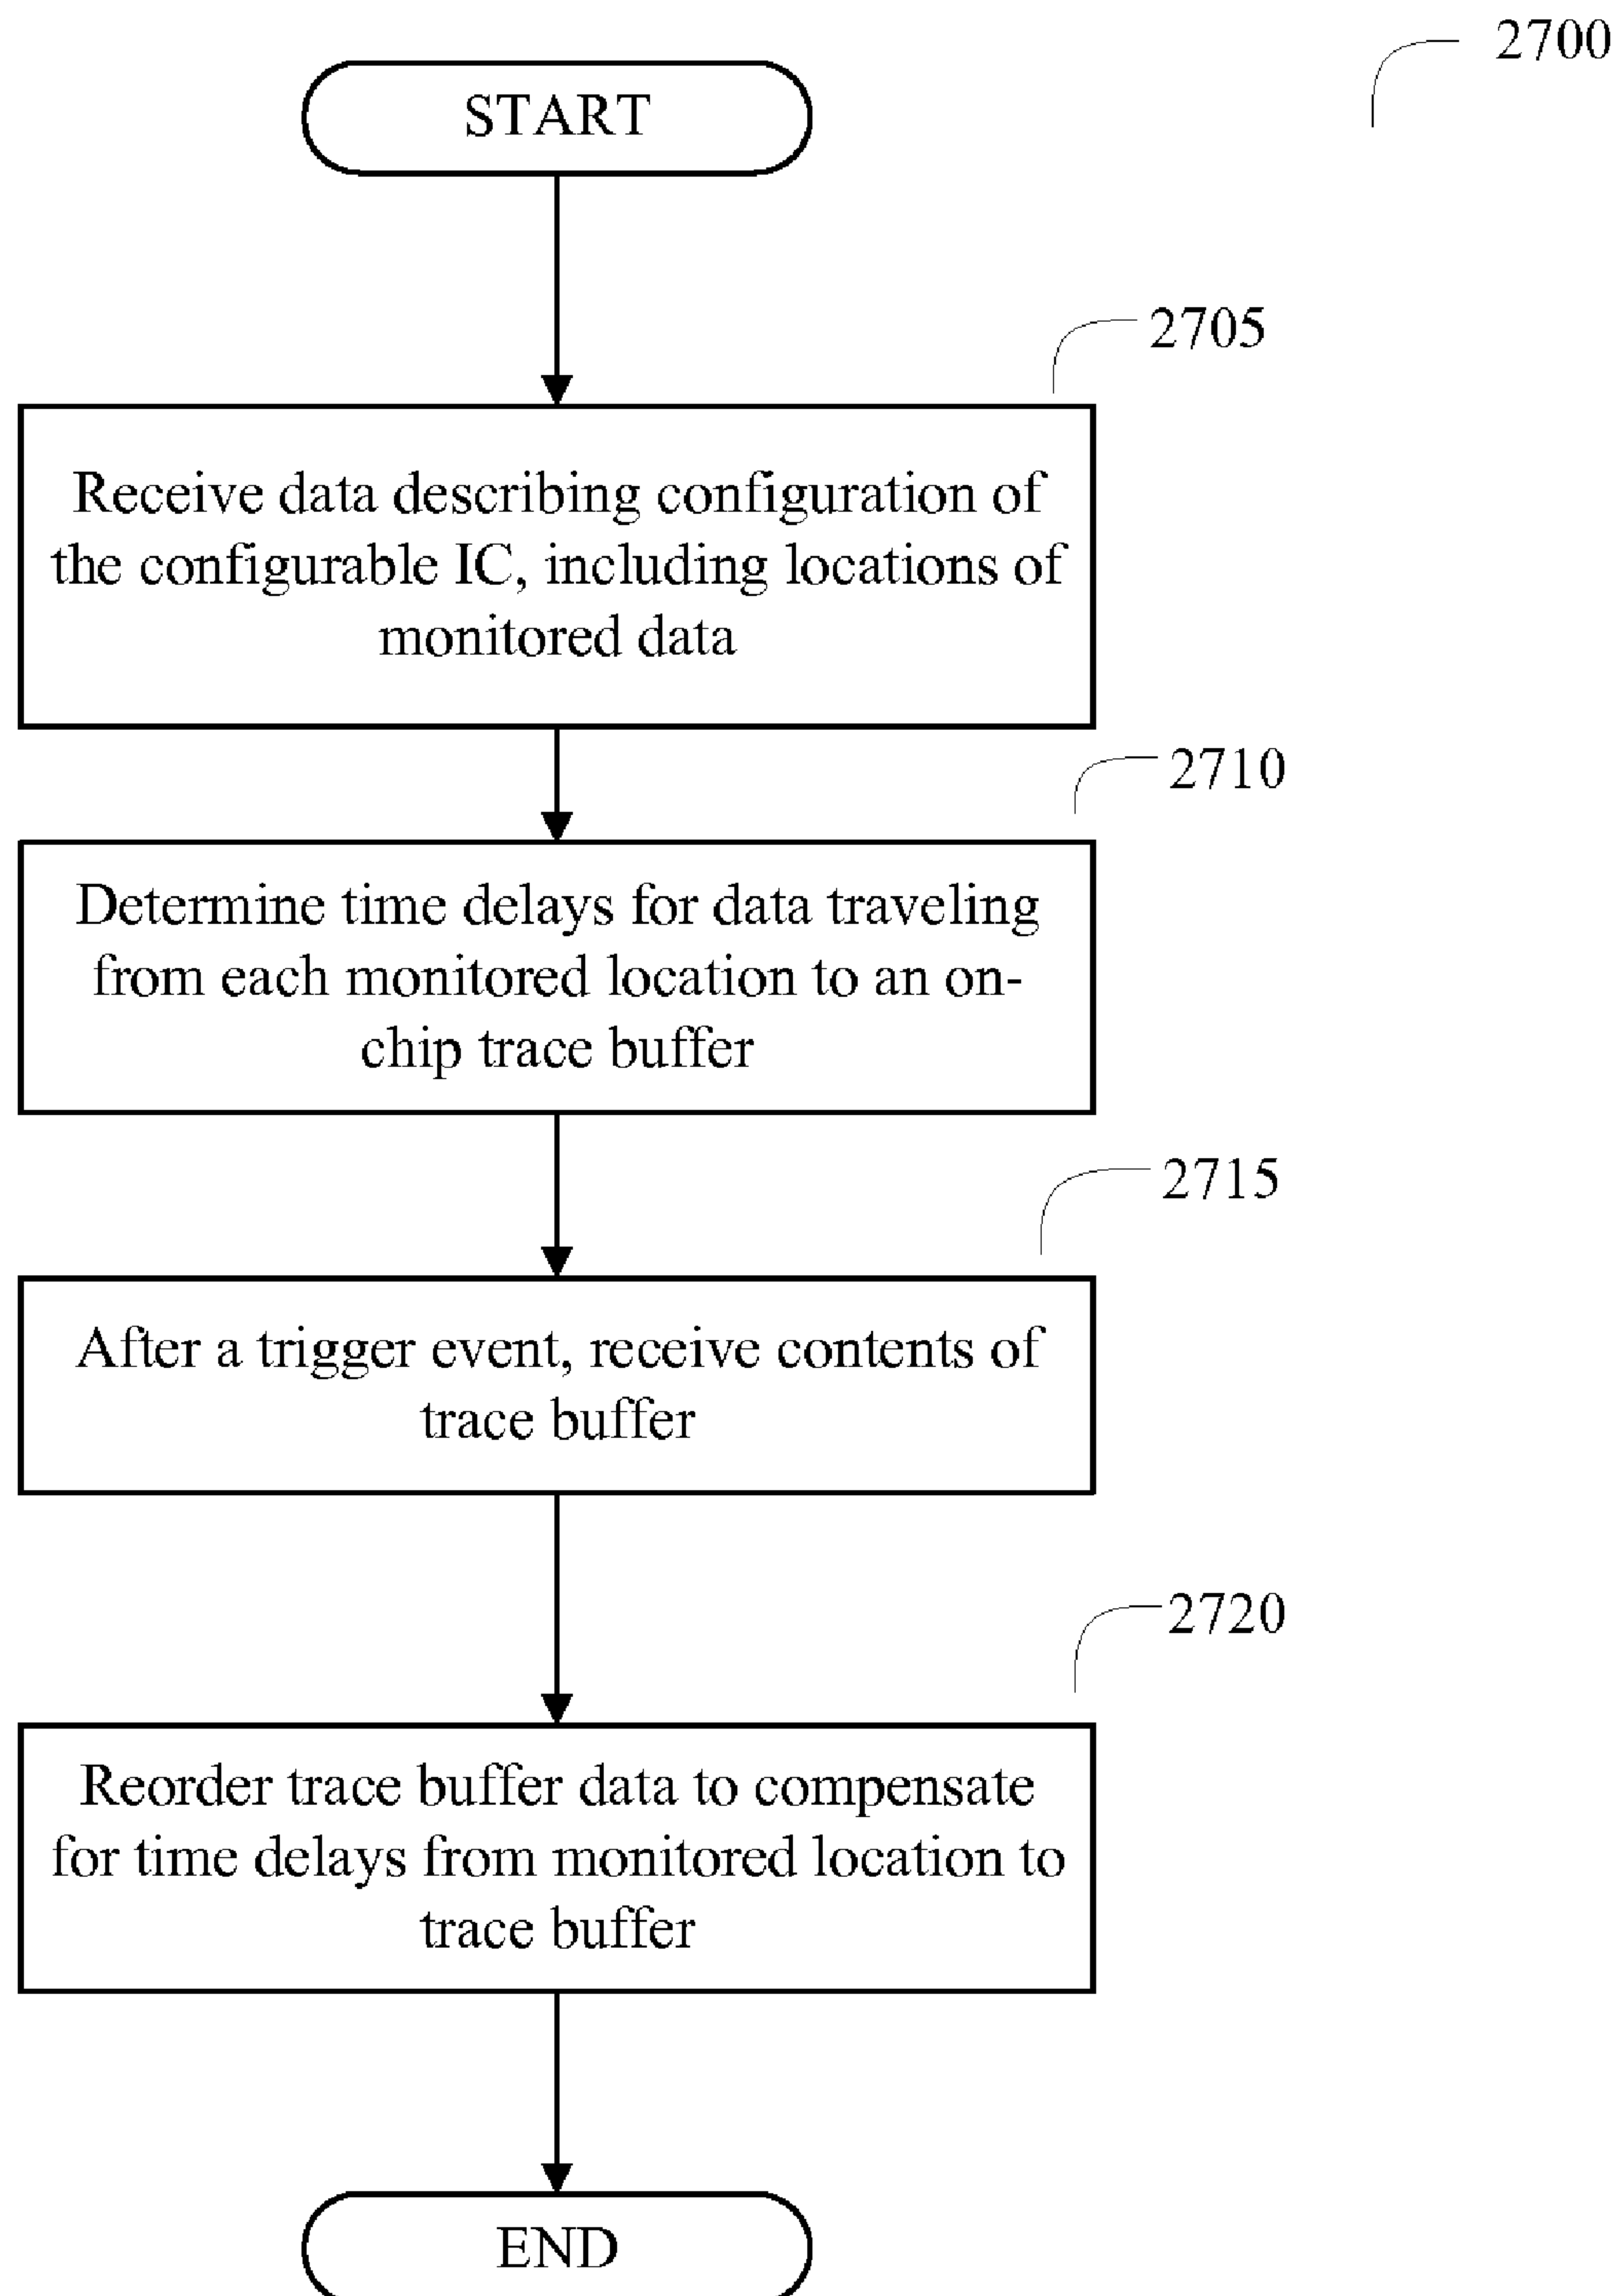 2700
START
2705
Receive data describing configuration of
the configurable IC, including locations of
monitored data
2710
Determine time delays for data traveling
from each monitored location to an on-
chip trace buffer
2715
After a trigger event, receive contents of
trace buffer
2720
Reorder trace buffer data to compensate
for time delays from monitored location to
trace buffer
END